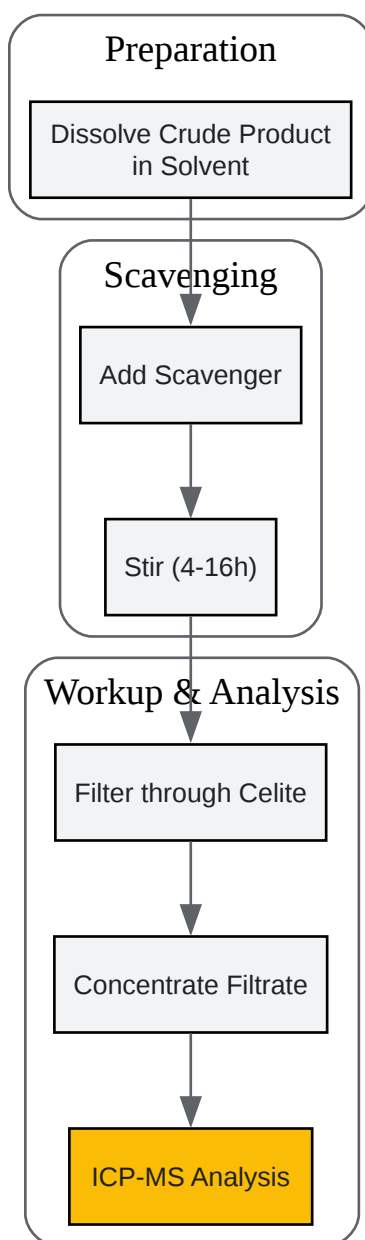 Preparation
Dissolve Crude Product
in Solvent
Scavenging
Add Scavenger
Stir (4-16h)
Workup & Analysis
Filter through Celite
Concentrate Filtrate
ICP-MS Analysis